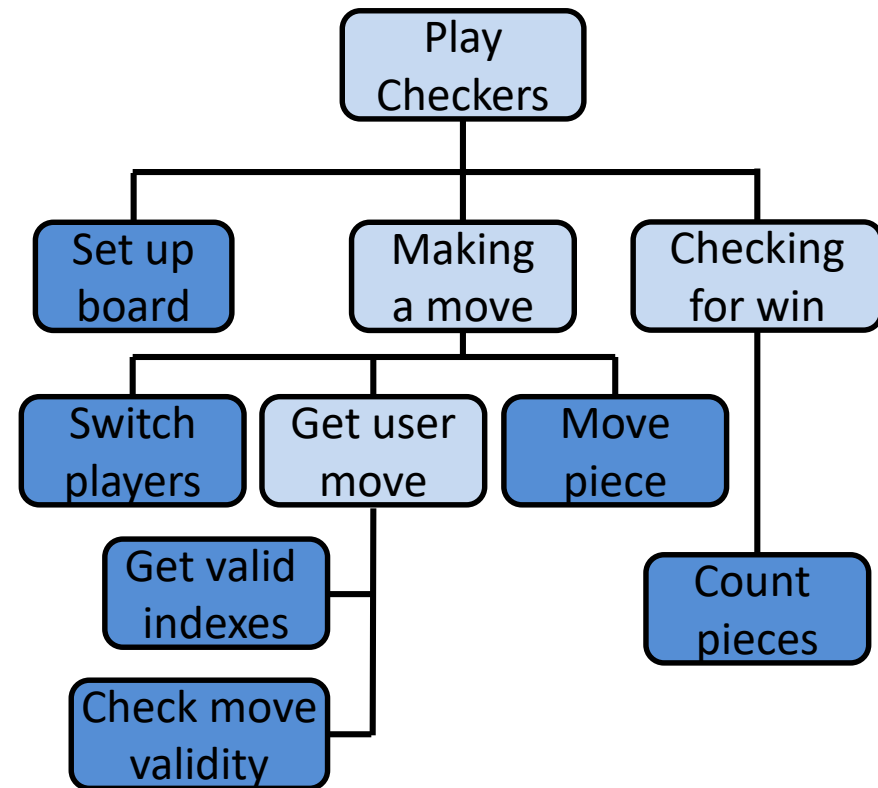 Play
Checkers
Set up
board
Making
a move
Checking
for win
Switch
players
Get user
move
Move
piece
Get valid
indexes
Count
pieces
Check move
validity